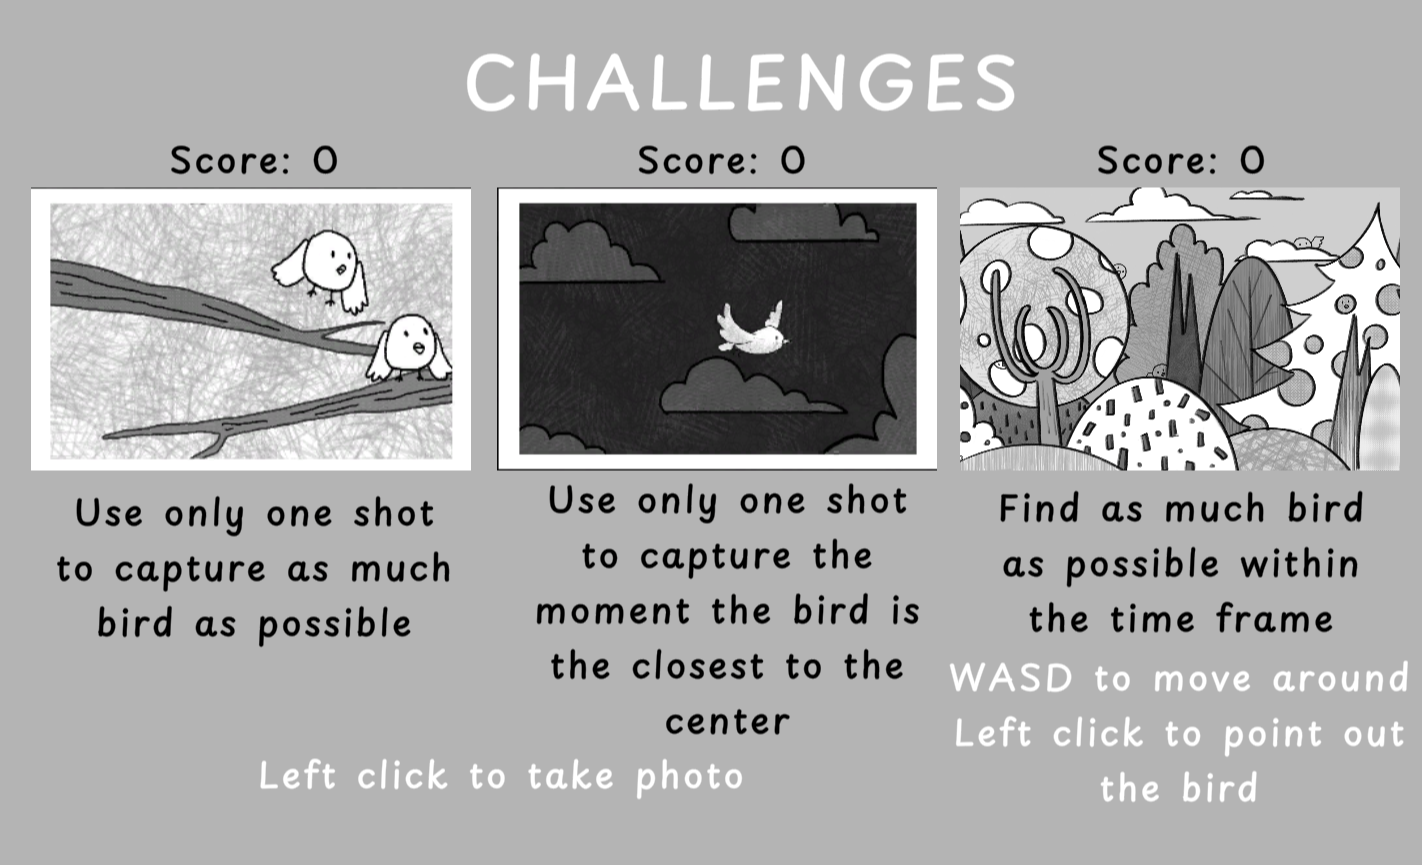 CHALLENGES
Score: 0
Use only one shot
to capture as much
bird as possible
Score: 0
Use only one shot
to capture the
moment the bird is
the closest to the
center
Left click to take photo
Score: 0
Find as much bird
as possible within
the time frame
WASD to move around
Left click to point out
the bird